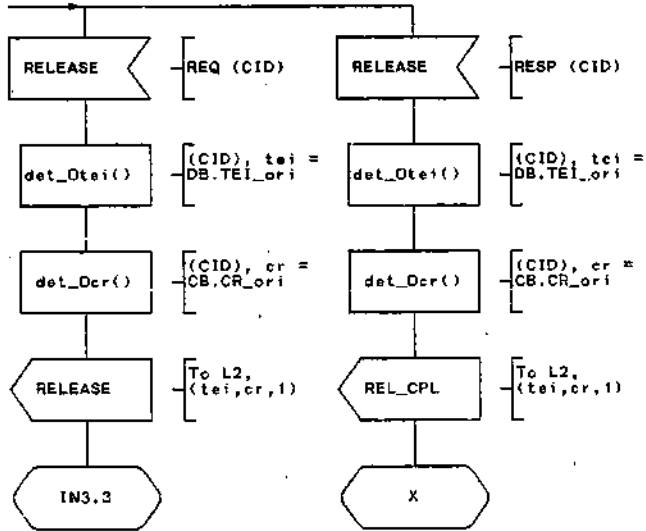 RELEASE
REQ (CID)
RELEASE
RESP (CID)
det_Otei()
(CID), tei =
DB.TEI_ori
det_Otei()
(CID), tei =
DB.TEI_ori
det_Ocr()
(CID), cr =
CB.CR_ori
det_Ocr()
(CID), cr =
CB.CR_ori
RELEASE
To L2,
(tei,cr,1)
REL_CPL
To L2,
(tei,cr,1)
IN3.3
X